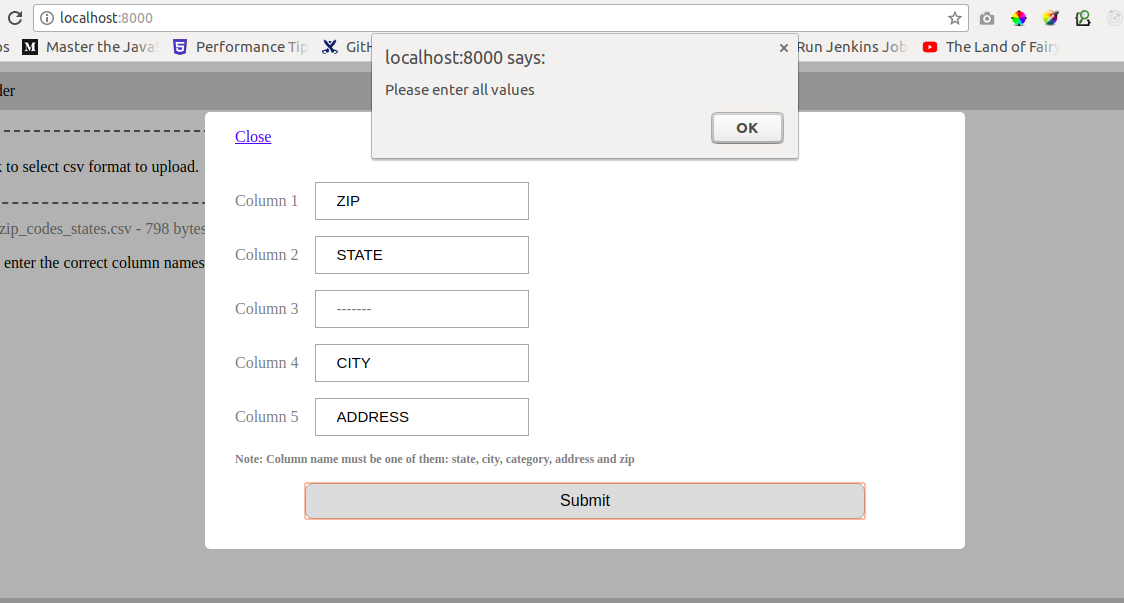 localhost:8000
os M Master the Java 5 Performance Tip GitH Run Jenkins Job The Land of Fairy
localhost:8000 says:
Please enter all values
OK
der
Close
to select csv format to upload.
Column 1 ZIP
Column 2 STATE
zip_codes_states.csv - 798 bytes
enter the correct column names
Column 3 -------
Column 4 CITY
Column 5 ADDRESS
Note: Column name must be one of them: state, city, category, address and zip
Submit